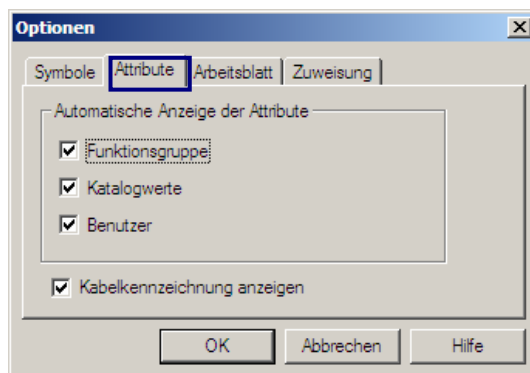 Optionen
Symbole Attribute Arbeitsblatt Zuweisung
Automatische Anzeige der Attribute
Funktionsgruppe
Katalogwerte
Benutzer
Kabelkennzeichnung anzeigen
OK Abbrechen Hilfe